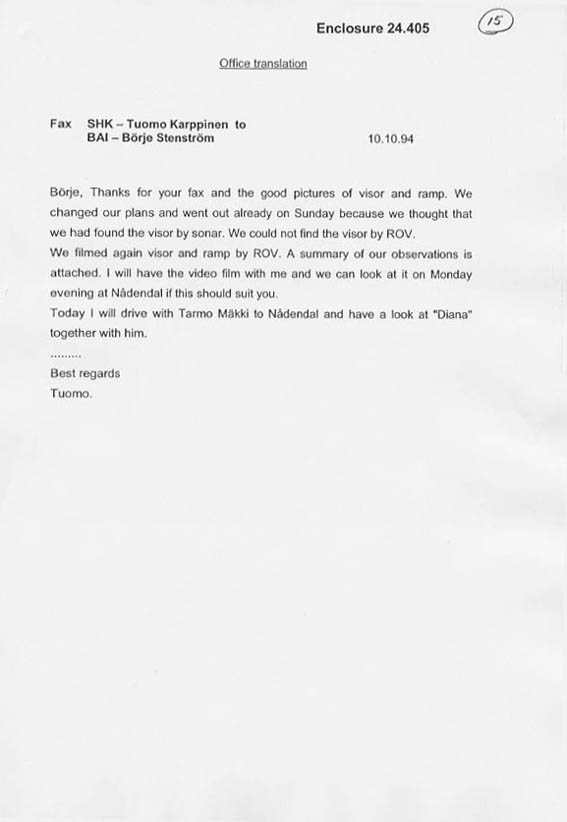 Enclosure 24.405
15
Office translation
Fax SHK – Tuomo Karppinen to
BAI – Börje Stenström 10.10.94
Börje, Thanks for your fax and the good pictures of visor and ramp. We
changed our plans and went out already on Sunday because we thought that
we had found the visor by sonar. We could not find the visor by ROV.
We filmed again visor and ramp by ROV. A summary of our observations is
attached. I will have the video film with me and we can look at it on Monday
evening at Nådendal if this should suit you.
Today I will drive with Tarmo Mäkki to Nådendal and have a look at "Diana"
together with him.
.........
Best regards
Tuomo.